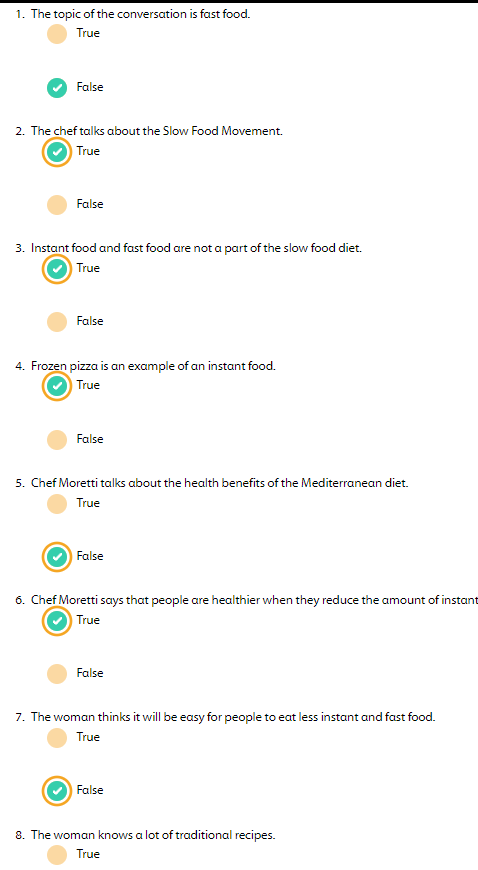 1. The topic of the conversation is fast food.
True
False
2. The chef talks about the Slow Food Movement.
True
False
3. Instant food and fast food are not a part of the slow food diet.
True
False
4. Frozen pizza is an example of an instant food.
True
False
5. Chef Moretti talks about the health benefits of the Mediterranean diet.
True
False
6. Chef Moretti says that people are healthier when they reduce the amount of instant
True
False
7. The woman thinks it will be easy for people to eat less instant and fast food.
True
False
8. The woman knows a lot of traditional recipes.
True